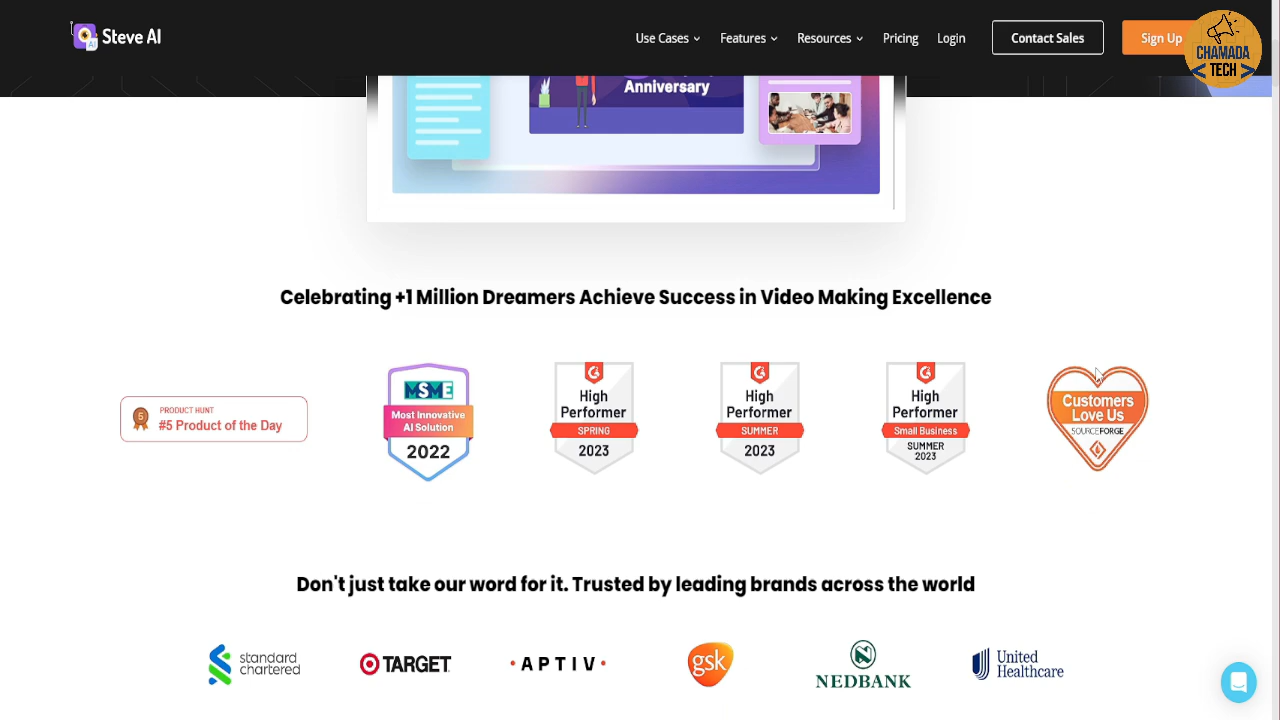 Steve AI
Use Cases
Features
Resources
Pricing
Login
Contact Sales
Sign Up
CHAMADA
TECH
Anniversary
Celebrating +1 Million Dreamers Achieve Success in Video Making Excellence
PRODUCT HUNT
5
#5 Product of the Day
MSME
Most Innovative
AI Solution
2022
High
Performer
SPRING
2023
High
Performer
SUMMER
2023
High
Performer
Small Business
SUMMER
2023
Customers
Love Us
SOURCEFORGE
Don't just take our word for it. Trusted by leading brands across the world
standard
chartered
TARGET
• APTIV •
gsk
N
NEDBANK
United
Healthcare